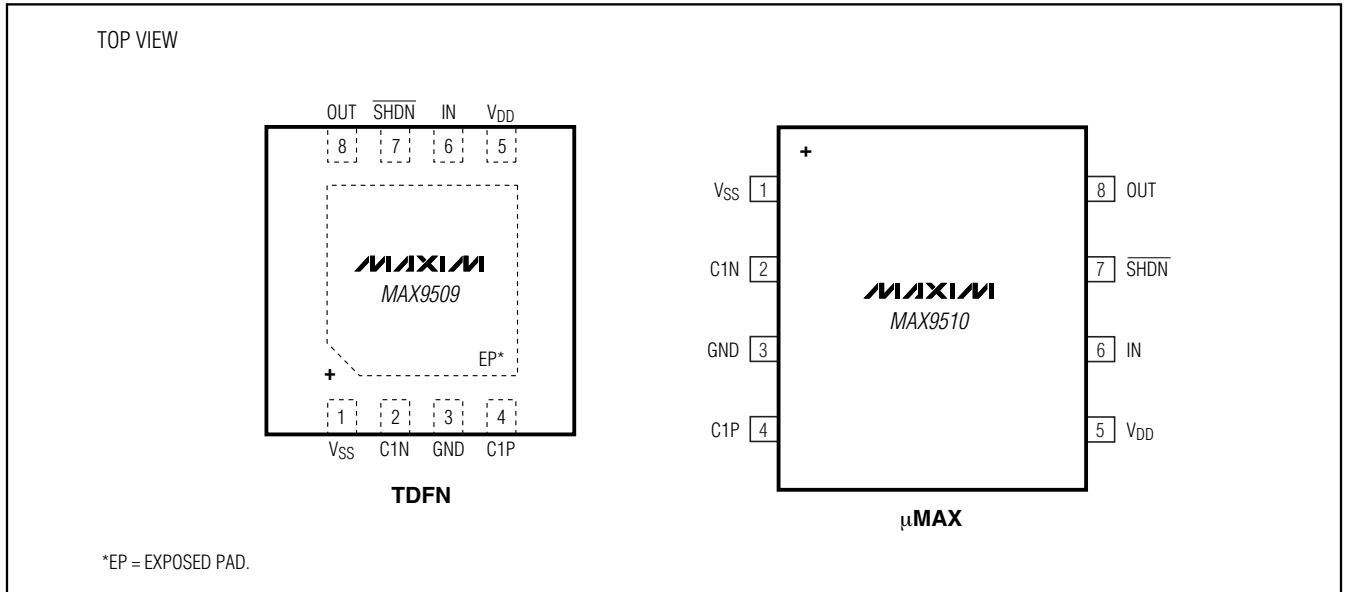 TOP VIEW
OUT SHDN IN VDD
8 7 6 5
MAXIM
MAX9509
EP*
+
1 2 3 4
VSS C1N GND C1P
TDFN
+
VSS 1
C1N 2
GND 3
C1P 4
MAXIM
MAX9510
8 OUT
7 SHDN
6 IN
5 VDD
µMAX
*EP = EXPOSED PAD.